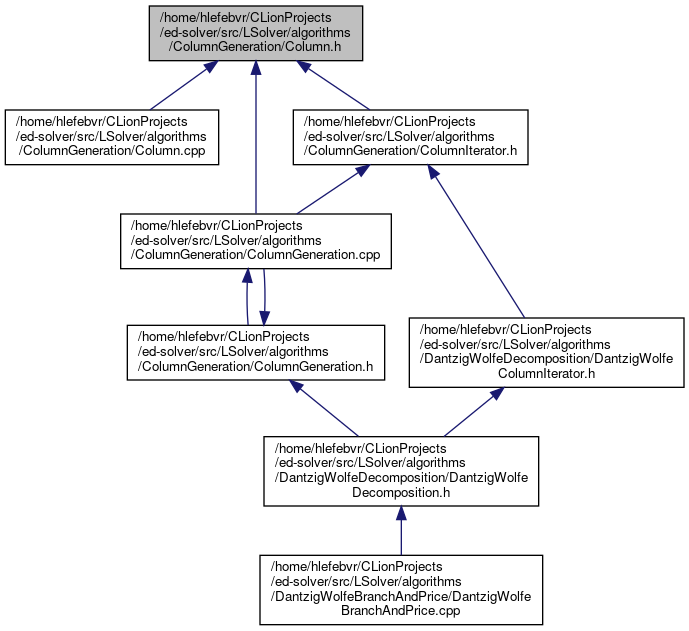 /home/hlefebvr/CLionProjects
/ed-solver/src/LSolver/algorithms
/ColumnGeneration/Column.h
/home/hlefebvr/CLionProjects
/ed-solver/src/LSolver/algorithms
/ColumnGeneration/Column.cpp
/home/hlefebvr/CLionProjects
/ed-solver/src/LSolver/algorithms
/ColumnGeneration/ColumnIterator.h
/home/hlefebvr/CLionProjects
/ed-solver/src/LSolver/algorithms
/ColumnGeneration/ColumnGeneration.cpp
/home/hlefebvr/CLionProjects
/ed-solver/src/LSolver/algorithms
/ColumnGeneration/ColumnGeneration.h
/home/hlefebvr/CLionProjects
/ed-solver/src/LSolver/algorithms
/DantzigWolfeDecomposition/DantzigWolfe
ColumnIterator.h
/home/hlefebvr/CLionProjects
/ed-solver/src/LSolver/algorithms
/DantzigWolfeDecomposition/DantzigWolfe
Decomposition.h
/home/hlefebvr/CLionProjects
/ed-solver/src/LSolver/algorithms
/DantzigWolfeBranchAndPrice/DantzigWolfe
BranchAndPrice.cpp